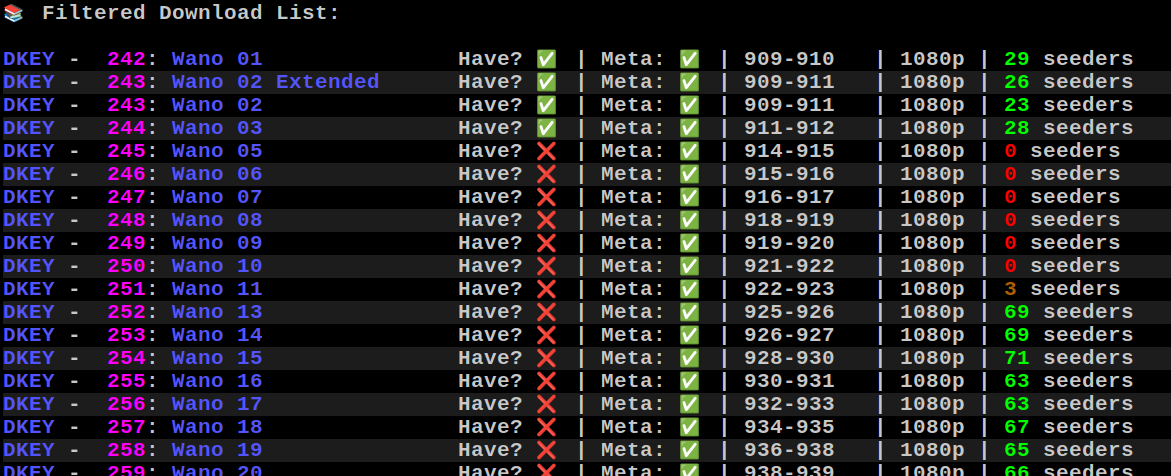 📚 Filtered Download List:
DKEY - 242: Wano 01 Have? ✅ | Meta: ✅ | 909-910 | 1080p | 29 seeders
DKEY - 243: Wano 02 Extended Have? ✅ | Meta: ✅ | 909-911 | 1080p | 26 seeders
DKEY - 243: Wano 02 Have? ✅ | Meta: ✅ | 909-911 | 1080p | 23 seeders
DKEY - 244: Wano 03 Have? ✅ | Meta: ✅ | 911-912 | 1080p | 28 seeders
DKEY - 245: Wano 05 Have? ❌ | Meta: ✅ | 914-915 | 1080p | 0 seeders
DKEY - 246: Wano 06 Have? ❌ | Meta: ✅ | 915-916 | 1080p | 0 seeders
DKEY - 247: Wano 07 Have? ❌ | Meta: ✅ | 916-917 | 1080p | 0 seeders
DKEY - 248: Wano 08 Have? ❌ | Meta: ✅ | 918-919 | 1080p | 0 seeders
DKEY - 249: Wano 09 Have? ❌ | Meta: ✅ | 919-920 | 1080p | 0 seeders
DKEY - 250: Wano 10 Have? ❌ | Meta: ✅ | 921-922 | 1080p | 0 seeders
DKEY - 251: Wano 11 Have? ❌ | Meta: ✅ | 922-923 | 1080p | 3 seeders
DKEY - 252: Wano 13 Have? ❌ | Meta: ✅ | 925-926 | 1080p | 69 seeders
DKEY - 253: Wano 14 Have? ❌ | Meta: ✅ | 926-927 | 1080p | 69 seeders
DKEY - 254: Wano 15 Have? ❌ | Meta: ✅ | 928-930 | 1080p | 71 seeders
DKEY - 255: Wano 16 Have? ❌ | Meta: ✅ | 930-931 | 1080p | 63 seeders
DKEY - 256: Wano 17 Have? ❌ | Meta: ✅ | 932-933 | 1080p | 63 seeders
DKEY - 257: Wano 18 Have? ❌ | Meta: ✅ | 934-935 | 1080p | 67 seeders
DKEY - 258: Wano 19 Have? ❌ | Meta: ✅ | 936-938 | 1080p | 65 seeders
DKEY - 259: Wano 20 Have? ❌ | Meta: ✅ | 938-939 | 1080p | 66 seeders